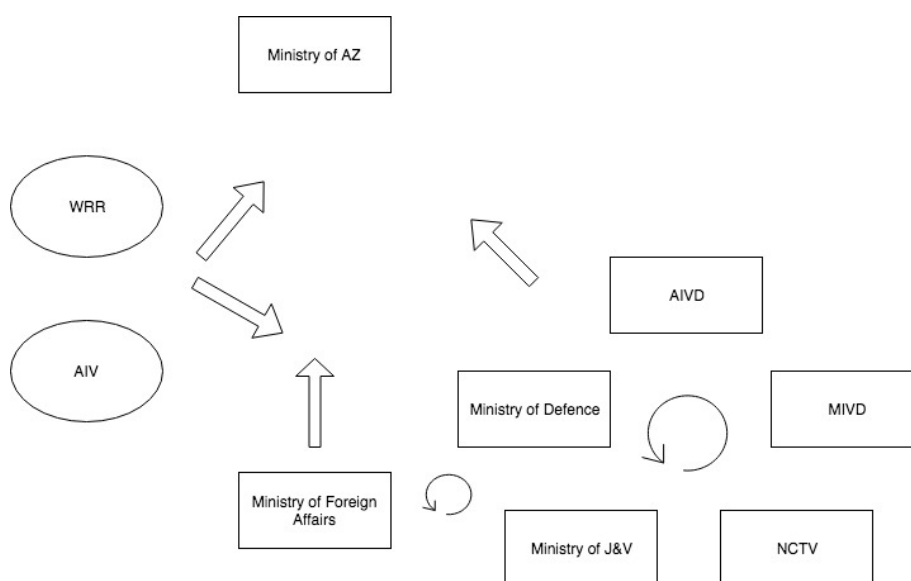 Ministry of AZ
WRR
AIVD
AIV
Ministry of Defence
MIVD
Ministry of Foreign
Affairs
Ministry of J&V
NCTV